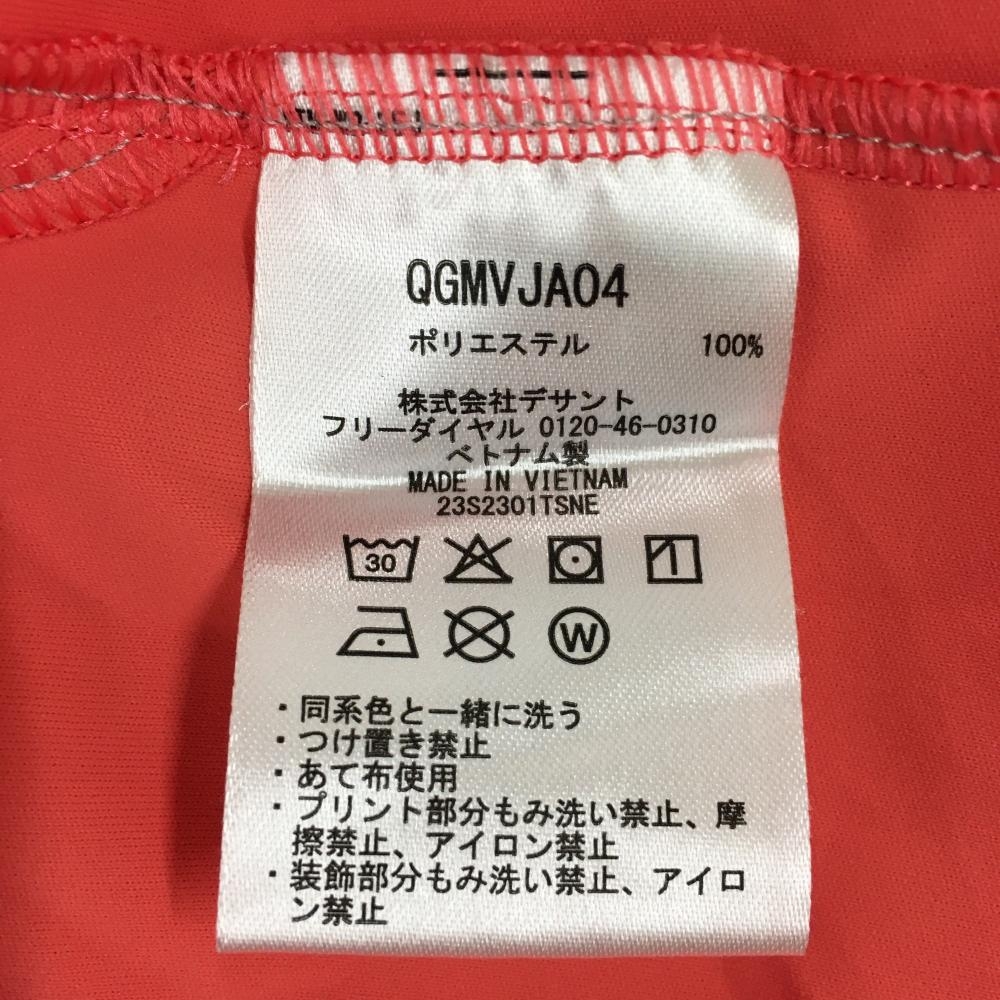 QGMVJA04
ポリエステル 100%
株式会社デサント
フリーダイヤル 0120-46-0310
ベトナム製
MADE IN VIETNAM
23S2301TSNE
30
W
・同系色と一緒に洗う
・つけ置き禁止
・あて布使用
・プリント部分もみ洗い禁止、摩
擦禁止、アイロン禁止
・装飾部分もみ洗い禁止、アイロ
ン禁止